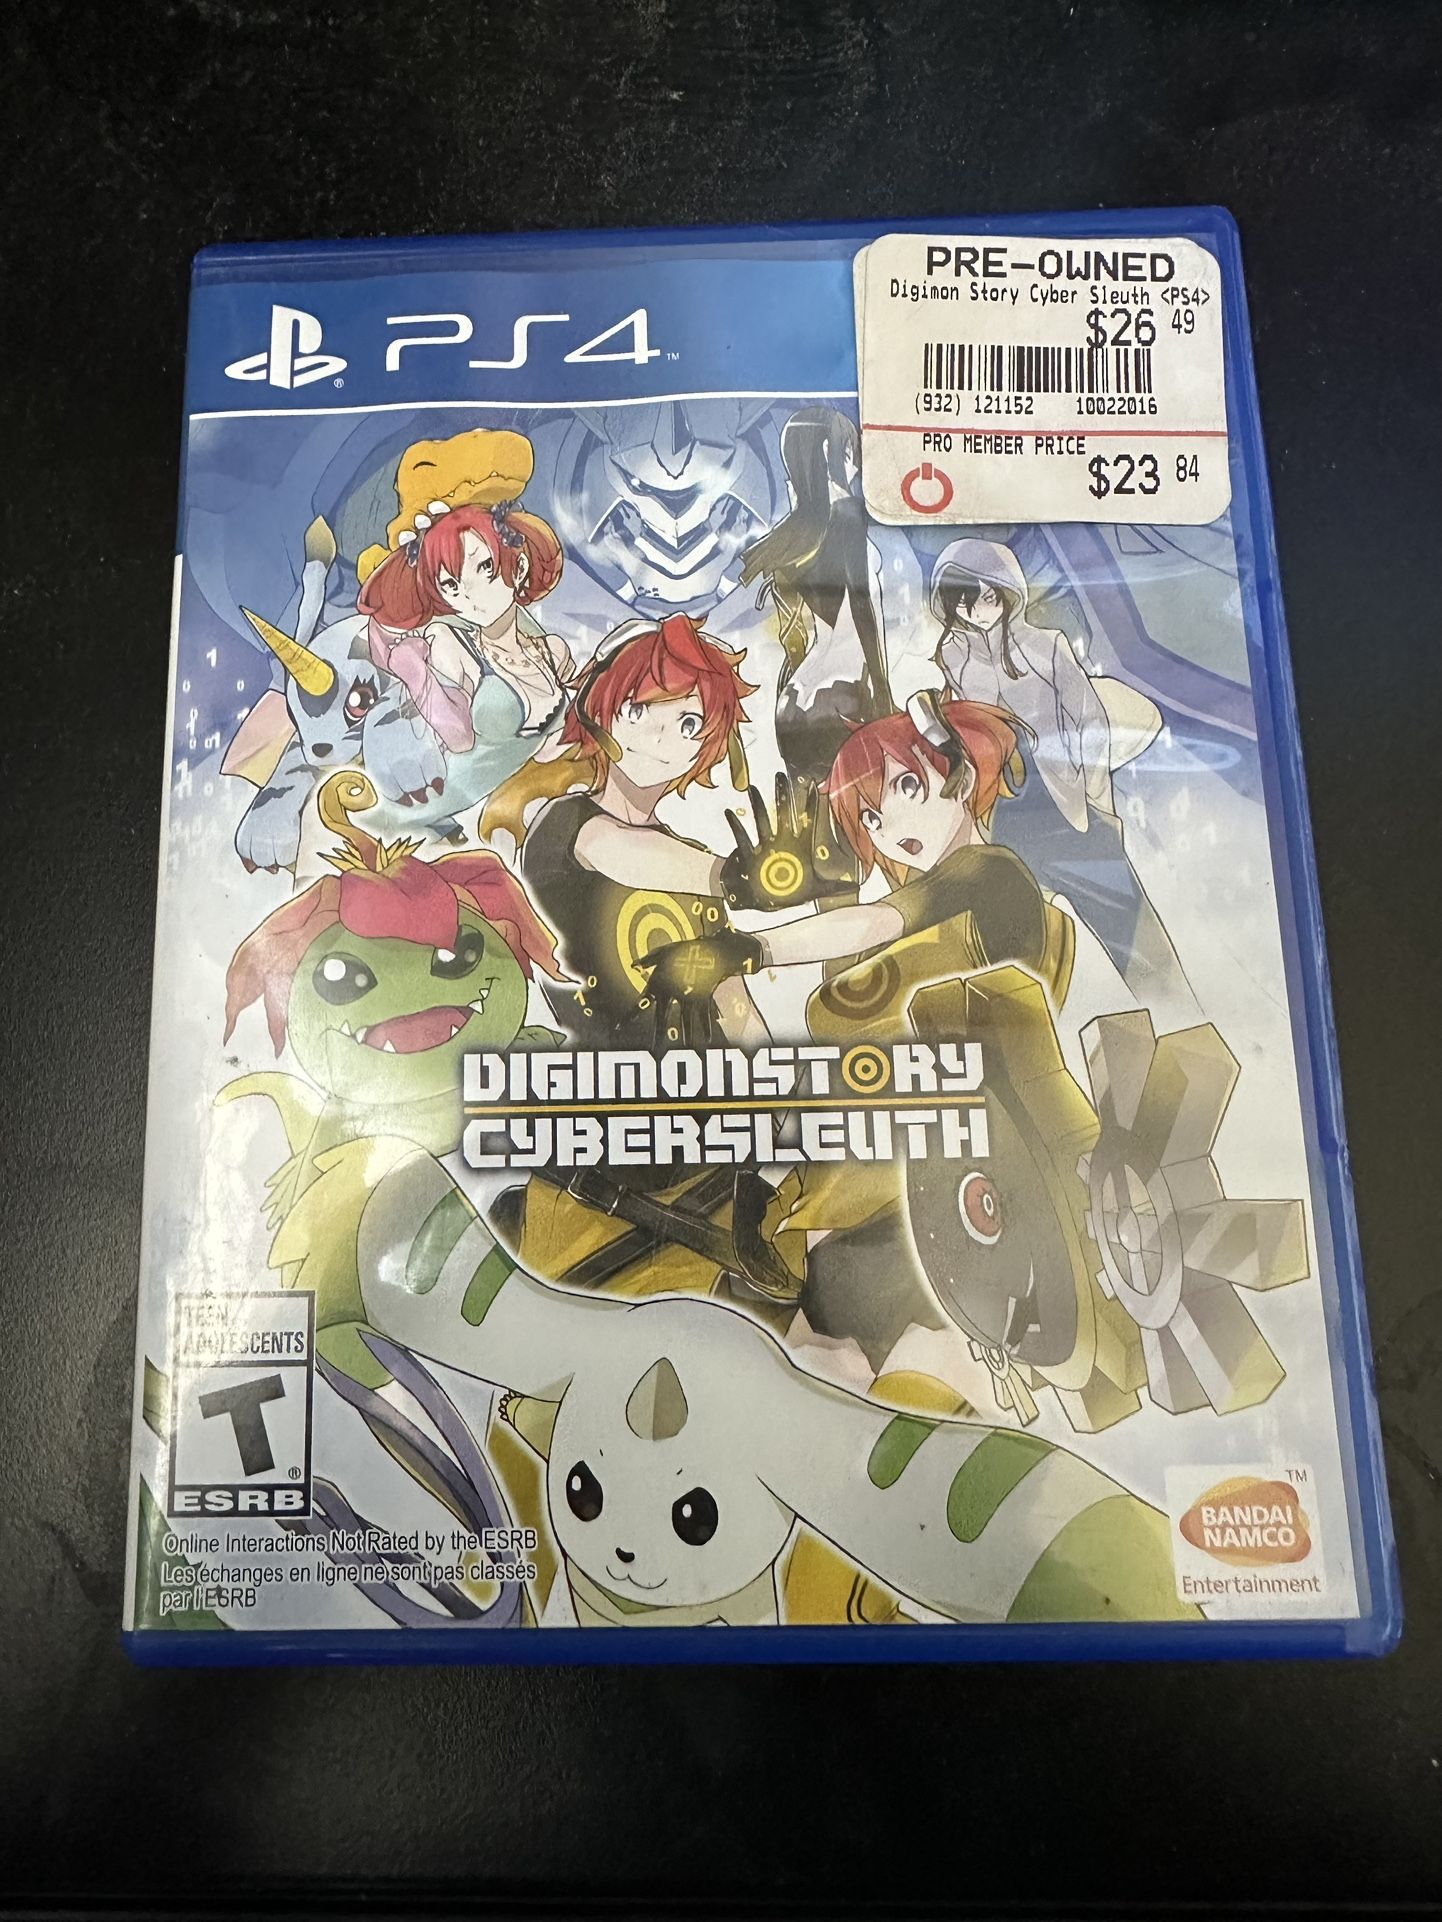 PS4™
PRE-OWNED
Digimon Story Cyber Sleuth <PS4>
$26 49
(932) 121152 10022016
PRO MEMBER PRICE
$23 84
DIGIMONSTORY
CYBERSLEUTH
TEEN
ADOLESCENTS
T
®
ESRB
Online Interactions Not Rated by the ESRB
Les échanges en ligne ne sont pas classés
par l'ESRB
BANDAI
NAMCO
™
Entertainment